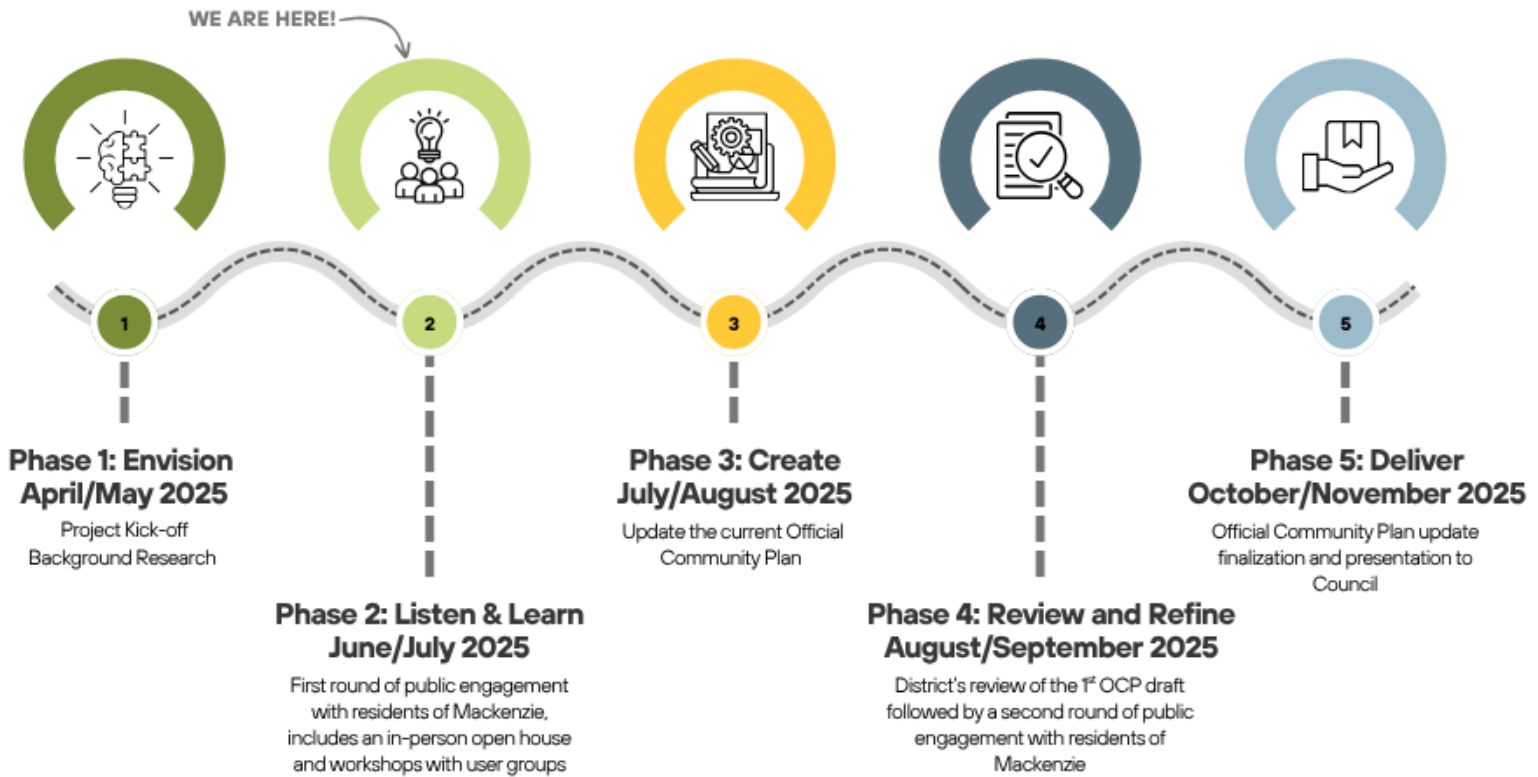 WE ARE HERE!
1
2
3
4
5
Phase 1: Envision
April/May 2025
Project Kick-off
Background Research
Phase 2: Listen & Learn
June/July 2025
First round of public engagement
with residents of Mackenzie,
includes an in-person open house
and workshops with user groups
Phase 3: Create
July/August 2025
Update the current Official
Community Plan
Phase 4: Review and Refine
August/September 2025
District's review of the 1st OCP draft
followed by a second round of public
engagement with residents of
Mackenzie
Phase 5: Deliver
October/November 2025
Official Community Plan update
finalization and presentation to
Council